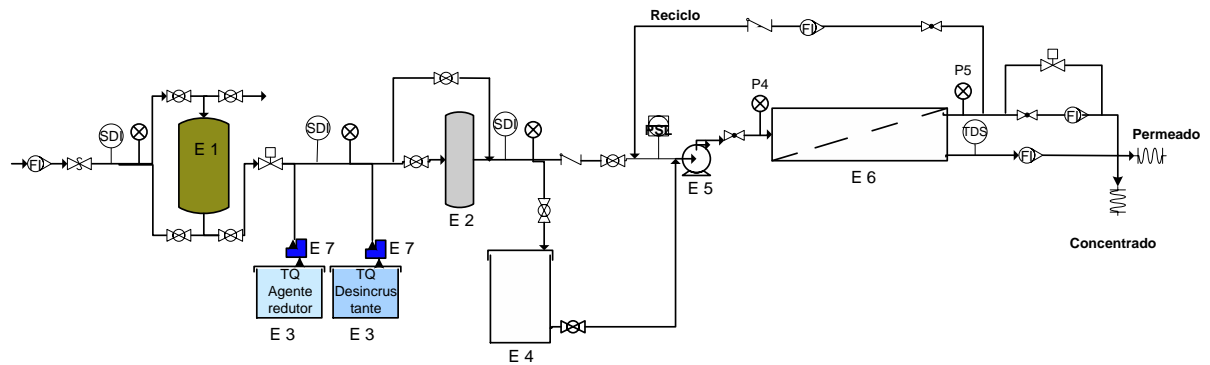 Reciclo
P4
P5
FI
SDI
E 1
SDI
SDI
PSL
E 5
E 6
TDS
FI
FI
FI
Permeado
E 2
Concentrado
E 7
E 7
TQ
Agente
redutor
TQ
Desincrus
tante
E 3
E 3
E 4